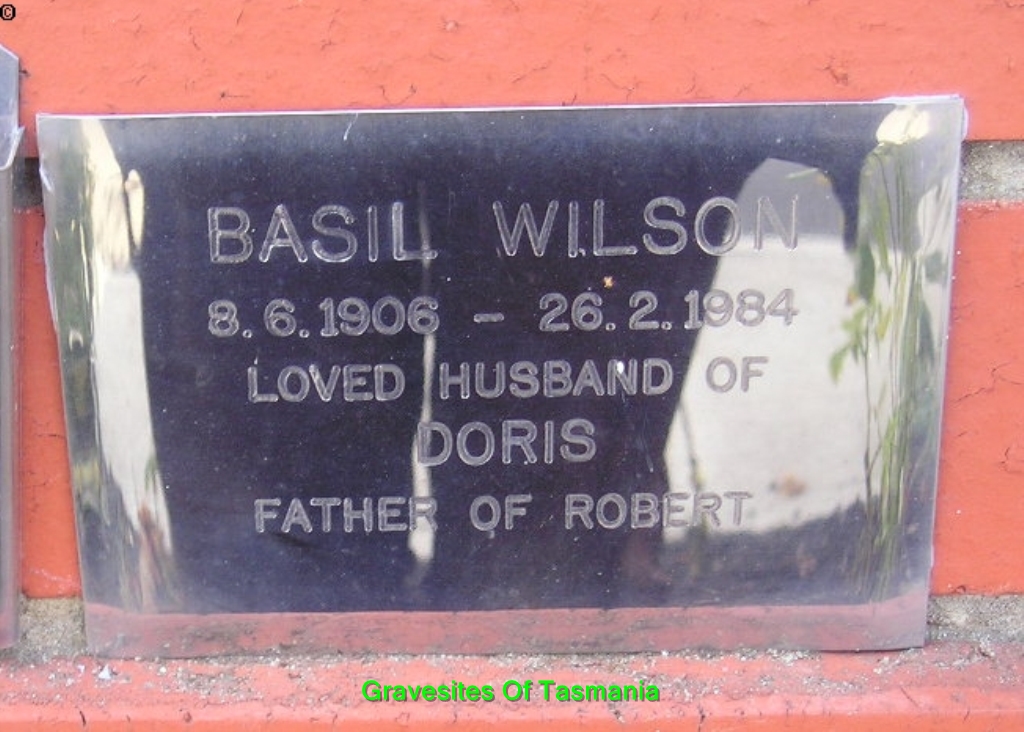 ©
BASIL WILSON
8.6.1906 - 26.2.1984
LOVED HUSBAND OF
DORIS
FATHER OF ROBERT
Gravesites Of Tasmania